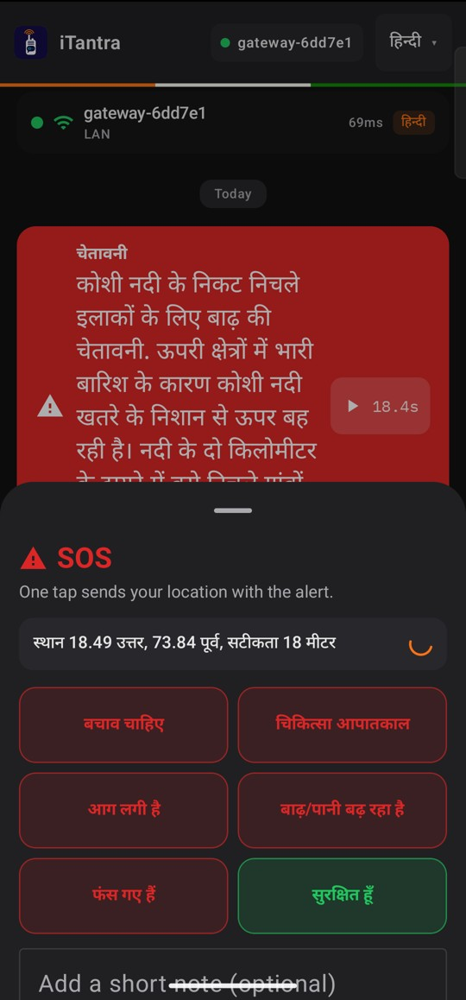 iTantra
gateway-6dd7e1
हिन्दी
gateway-6dd7e1
LAN
69ms
हिन्दी
Today
चेतावनी
कोशी नदी के निकट निचले
इलाकों के लिए बाढ़ की
चेतावनी. ऊपरी क्षेत्रों में भारी
बारिश के कारण कोशी नदी
खतरे के निशान से ऊपर बह
रही है। नदी के दो किलोमीटर
18.4s
SOS
One tap sends your location with the alert.
स्थान 18.49 उत्तर, 73.84 पूर्व, सटीकता 18 मीटर
बचाव चाहिए
चिकित्सा आपातकाल
आग लगी है
बाढ़/पानी बढ़ रहा है
फंस गए हैं
सुरक्षित हूँ
Add a short note (optional)